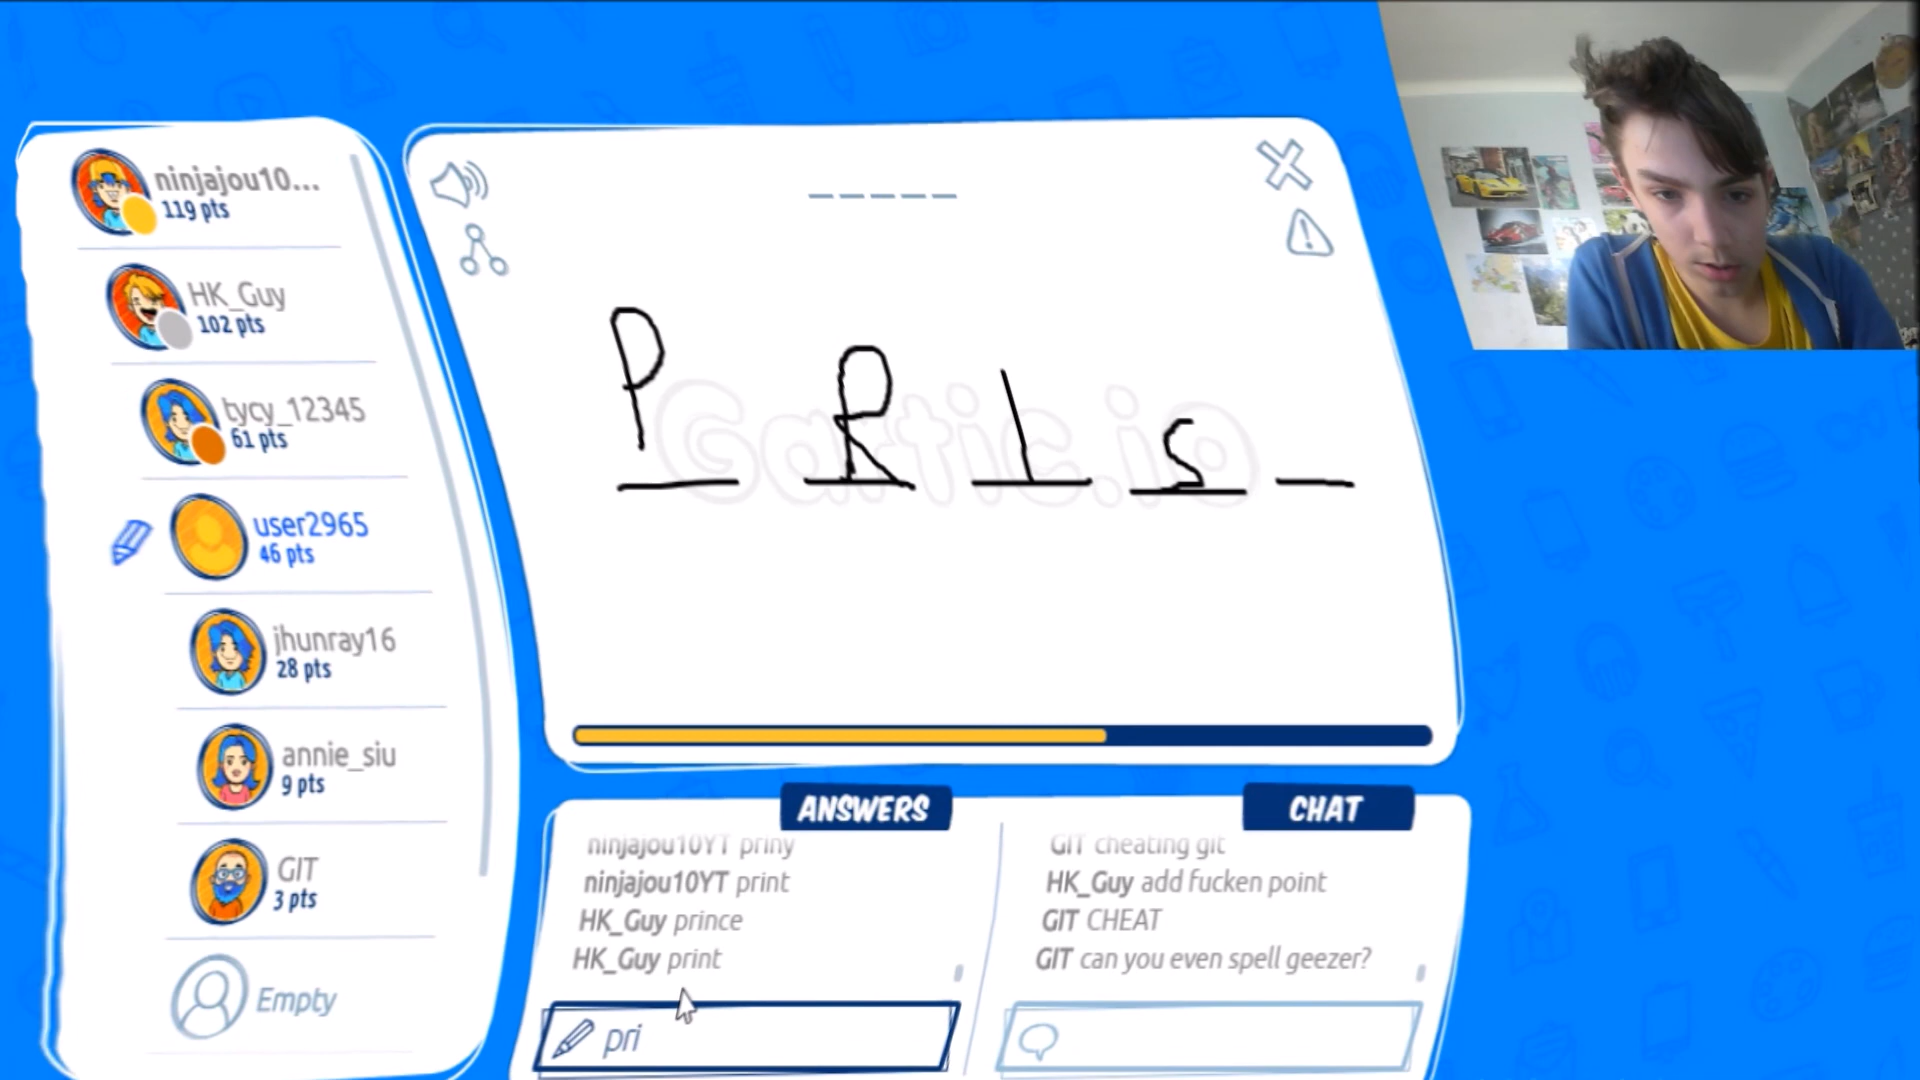 ninjajou10...
119 pts
HK_Guy
102 pts
tycy_12345
61 pts
user2965
46 pts
jhunray16
28 pts
annie_siu
9 pts
GIT
3 pts
Empty
P R I S
Gartic.io
ANSWERS
ninjajou10YT priny
ninjajou10YT print
HK_Guy prince
HK_Guy print
pri
CHAT
GIT cheating git
HK_Guy add fucken point
GIT CHEAT
GIT can you even spell geezer?